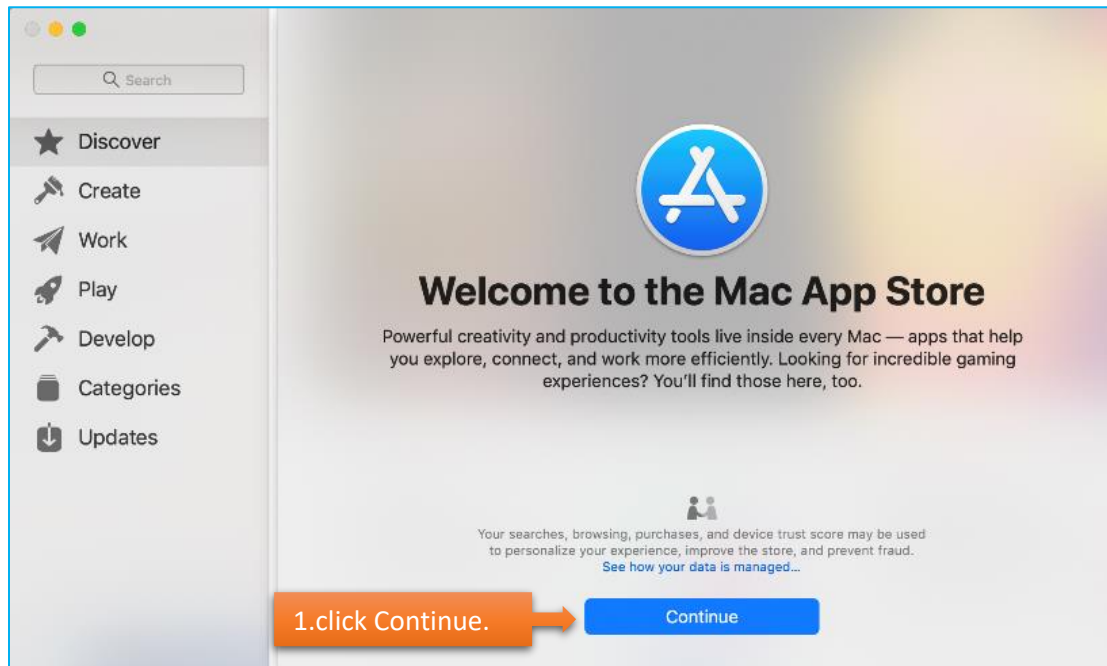 Search
Discover
Create
Work
Play
Develop
Categories
Updates
Welcome to the Mac App Store
Powerful creativity and productivity tools live inside every Mac — apps that help
you explore, connect, and work more efficiently. Looking for incredible gaming
experiences? You'll find those here, too.
Your searches, browsing, purchases, and device trust score may be used
to personalize your experience, improve the store, and prevent fraud.
See how your data is managed...
1.click Continue.
Continue